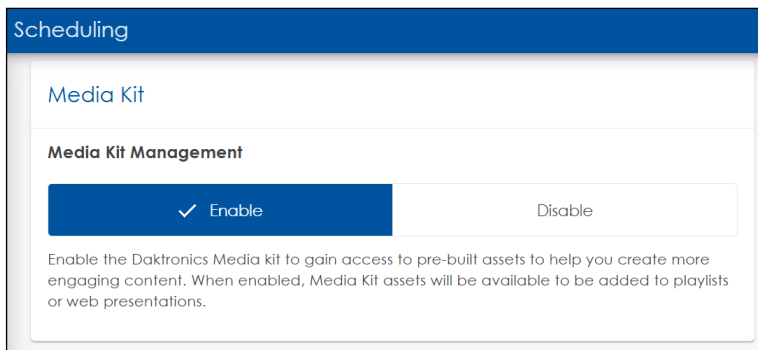 Scheduling
Media Kit
Media Kit Management
Enable
Disable
Enable the Daktronics Media kit to gain access to pre-built assets to help you create more
engaging content. When enabled, Media Kit assets will be available to be added to playlists
or web presentations.